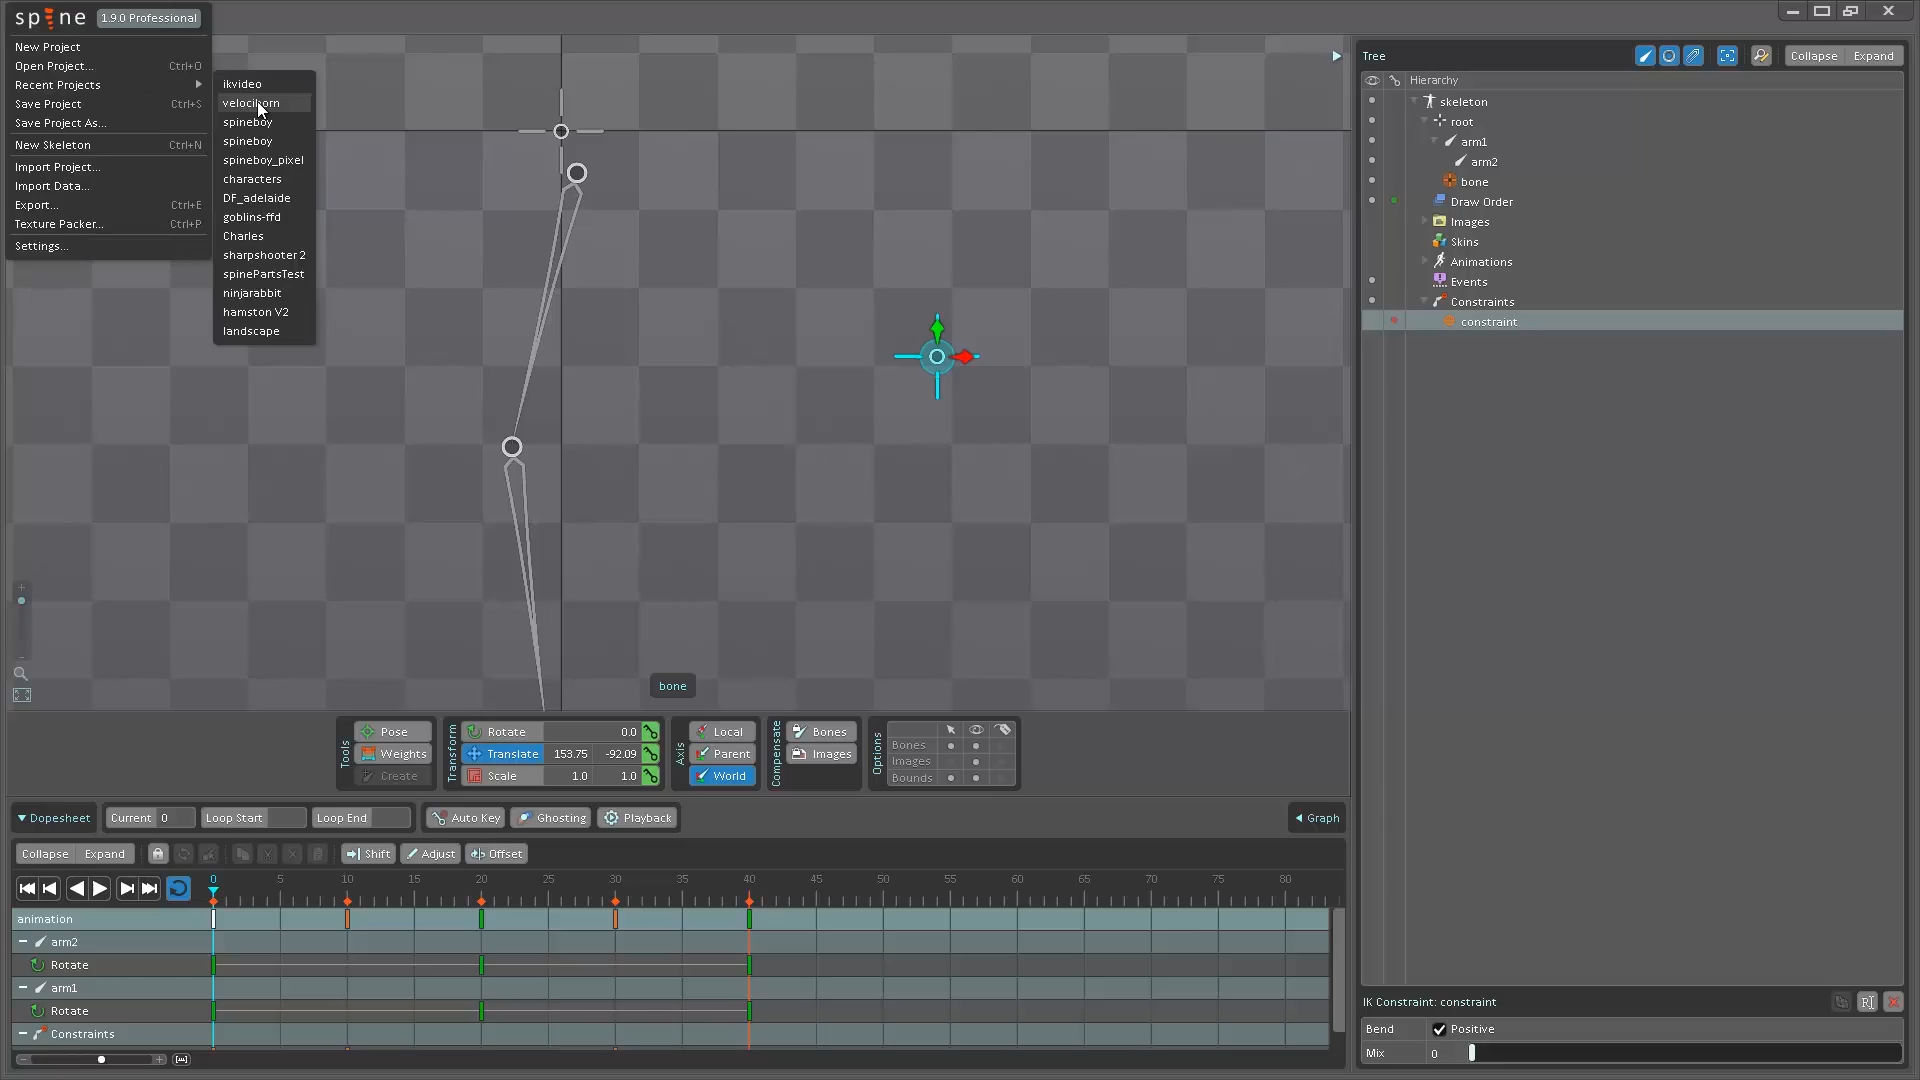 spine 1.9.0 Professional
New Project
Open Project... Ctrl+O
Recent Projects
Save Project Ctrl+S
Save Project As...
New Skeleton Ctrl+N
Import Project...
Import Data...
Export... Ctrl+E
Texture Packer... Ctrl+P
Settings...
ikvideo
velociborn
spineboy
spineboy
spineboy_pixel
characters
DF_adelaide
goblins-ffd
Charles
sharpshooter 2
spinePartsTest
ninjarabbit
hamston V2
landscape
bone
Tree Collapse Expand
Hierarchy
skeleton
root
arm1
arm2
bone
Draw Order
Images
Skins
Animations
Events
Constraints
constraint
Tools
Pose
Weights
Create
Transform
Rotate 0.0
Translate 153.75 -92.09
Scale 1.0 1.0
Axis
Local
Parent
World
Compensate
Bones
Images
Options
Bones
Images
Bounds
Dopesheet Current 0 Loop Start Loop End Auto Key Ghosting Playback Graph
Collapse Expand Shift Adjust Offset
0 5 10 15 20 25 30 35 40 45 50 55 60 65 70 75 80
animation
arm2
Rotate
arm1
Rotate
Constraints
IK Constraint: constraint
Bend Positive
Mix 0